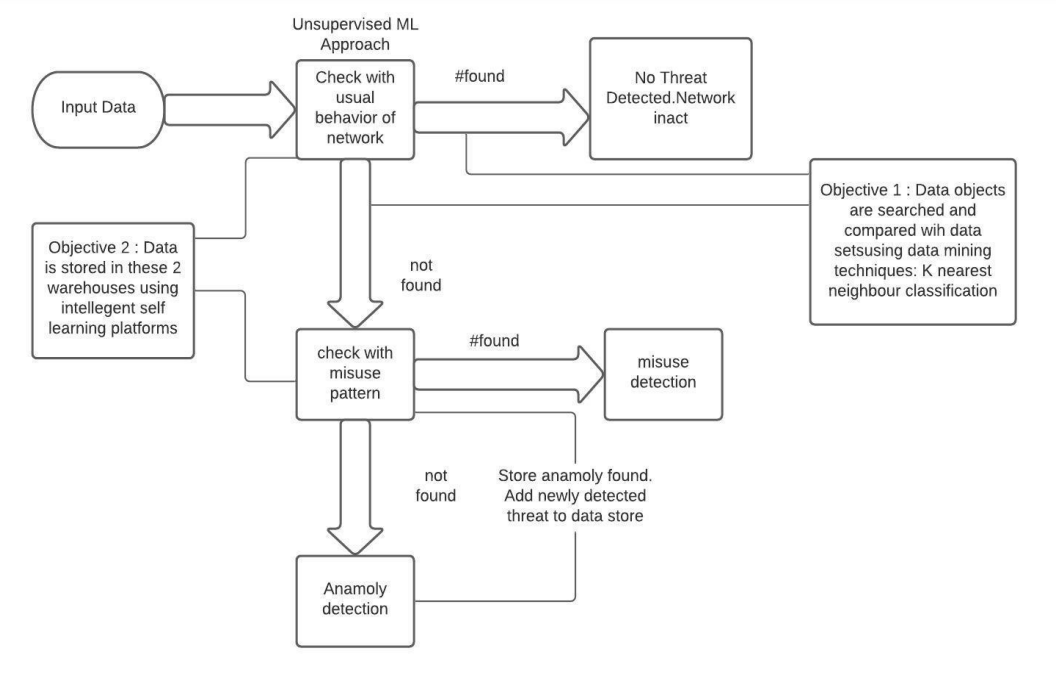 Unsupervised ML
Approach
Input Data
Check with
usual
behavior of
network
#found
No Threat
Detected.Network
inact
Objective 1 : Data objects
are searched and
compared wih data
setsusing data mining
techniques: K nearest
neighbour classification
Objective 2 : Data
is stored in these 2
warehouses using
intellegent self
learning platforms
not
found
check with
misuse
pattern
#found
misuse
detection
not
found
Store anamoly found.
Add newly detected
threat to data store
Anamoly
detection